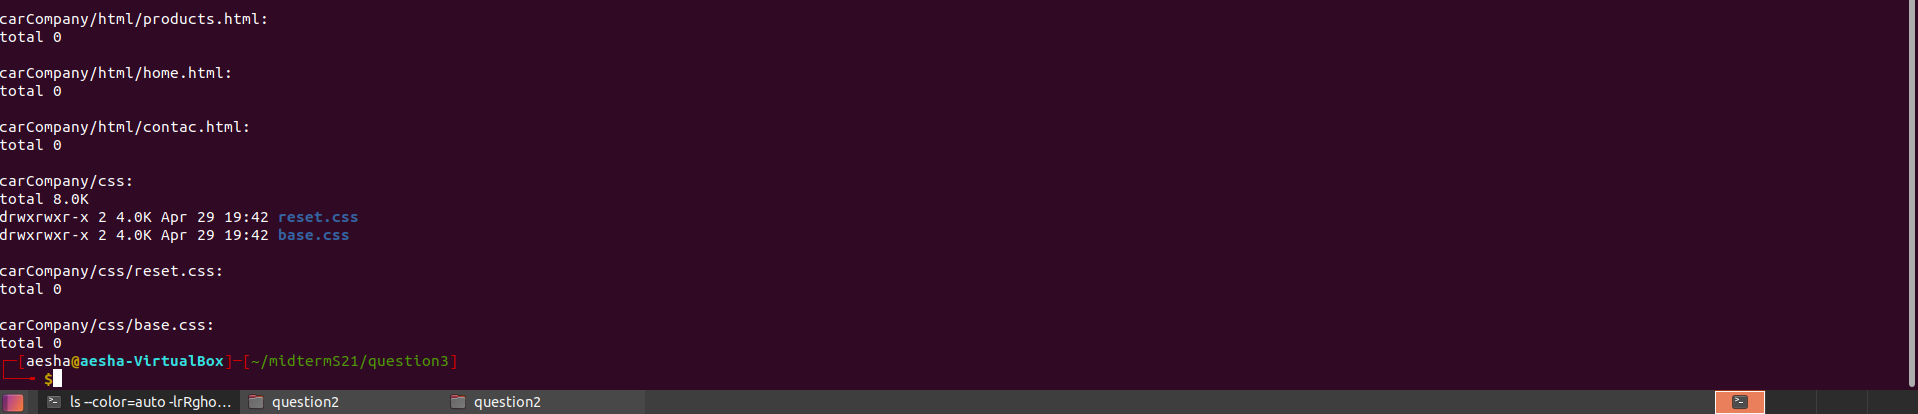 carCompany/html/products.html:
total 0
carCompany/html/home.html:
total 0
carCompany/html/contac.html:
total 0
carCompany/css:
total 8.0K
drwxrwxr-x 2 4.0K Apr 29 19:42 reset.css
drwxrwxr-x 2 4.0K Apr 29 19:42 base.css
carCompany/css/reset.css:
total 0
carCompany/css/base.css:
total 0
┌─[aesha@aesha-VirtualBox]─[~/midtermS21/question3]
└──╼ $
ls --color=auto -lrRgho... question2 question2